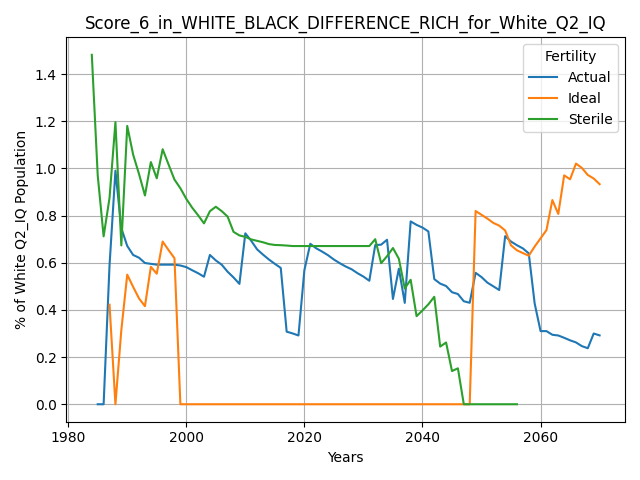 Score_6_in_WHITE_BLACK_DIFFERENCE_RICH_for_White_Q2_IQ
Fertility
Actual
Ideal
Sterile
% of White Q2_IQ Population
1.4
1.2
1.0
0.8
0.6
0.4
0.2
0.0
1980
2000
2020
2040
2060
Years